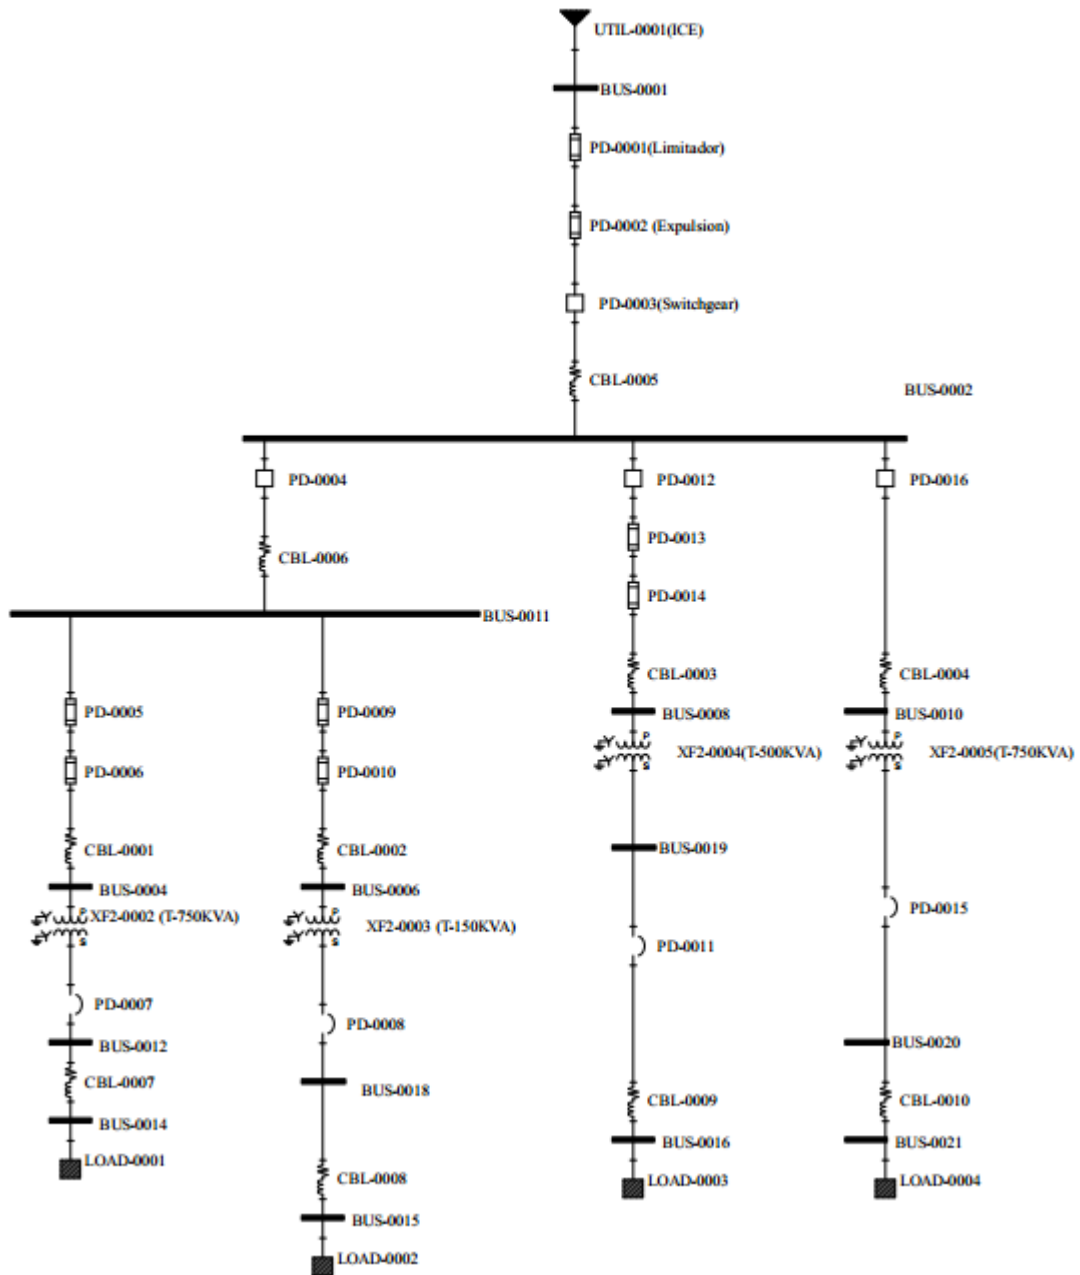 UTIL-0001(ICE)
BUS-0001
PD-0001(Limitador)
PD-0002 (Expulsion)
PD-0003(Switchgear)
CBL-0005
BUS-0002
PD-0004
PD-0012
PD-0016
PD-0013
CBL-0006
PD-0014
BUS-0011
CBL-0003
CBL-0004
PD-0005
PD-0009
BUS-0008
BUS-0010
P
S
XF2-0004(T-500KVA)
P
S
XF2-0005(T-750KVA)
PD-0006
PD-0010
CBL-0001
CBL-0002
BUS-0019
BUS-0004
BUS-0006
P
S
XF2-0002 (T-750KVA)
P
S
XF2-0003 (T-150KVA)
PD-0015
PD-0011
PD-0007
PD-0008
BUS-0012
BUS-0020
CBL-0007
BUS-0018
CBL-0009
CBL-0010
BUS-0014
BUS-0016
BUS-0021
LOAD-0001
CBL-0008
LOAD-0003
LOAD-0004
BUS-0015
LOAD-0002